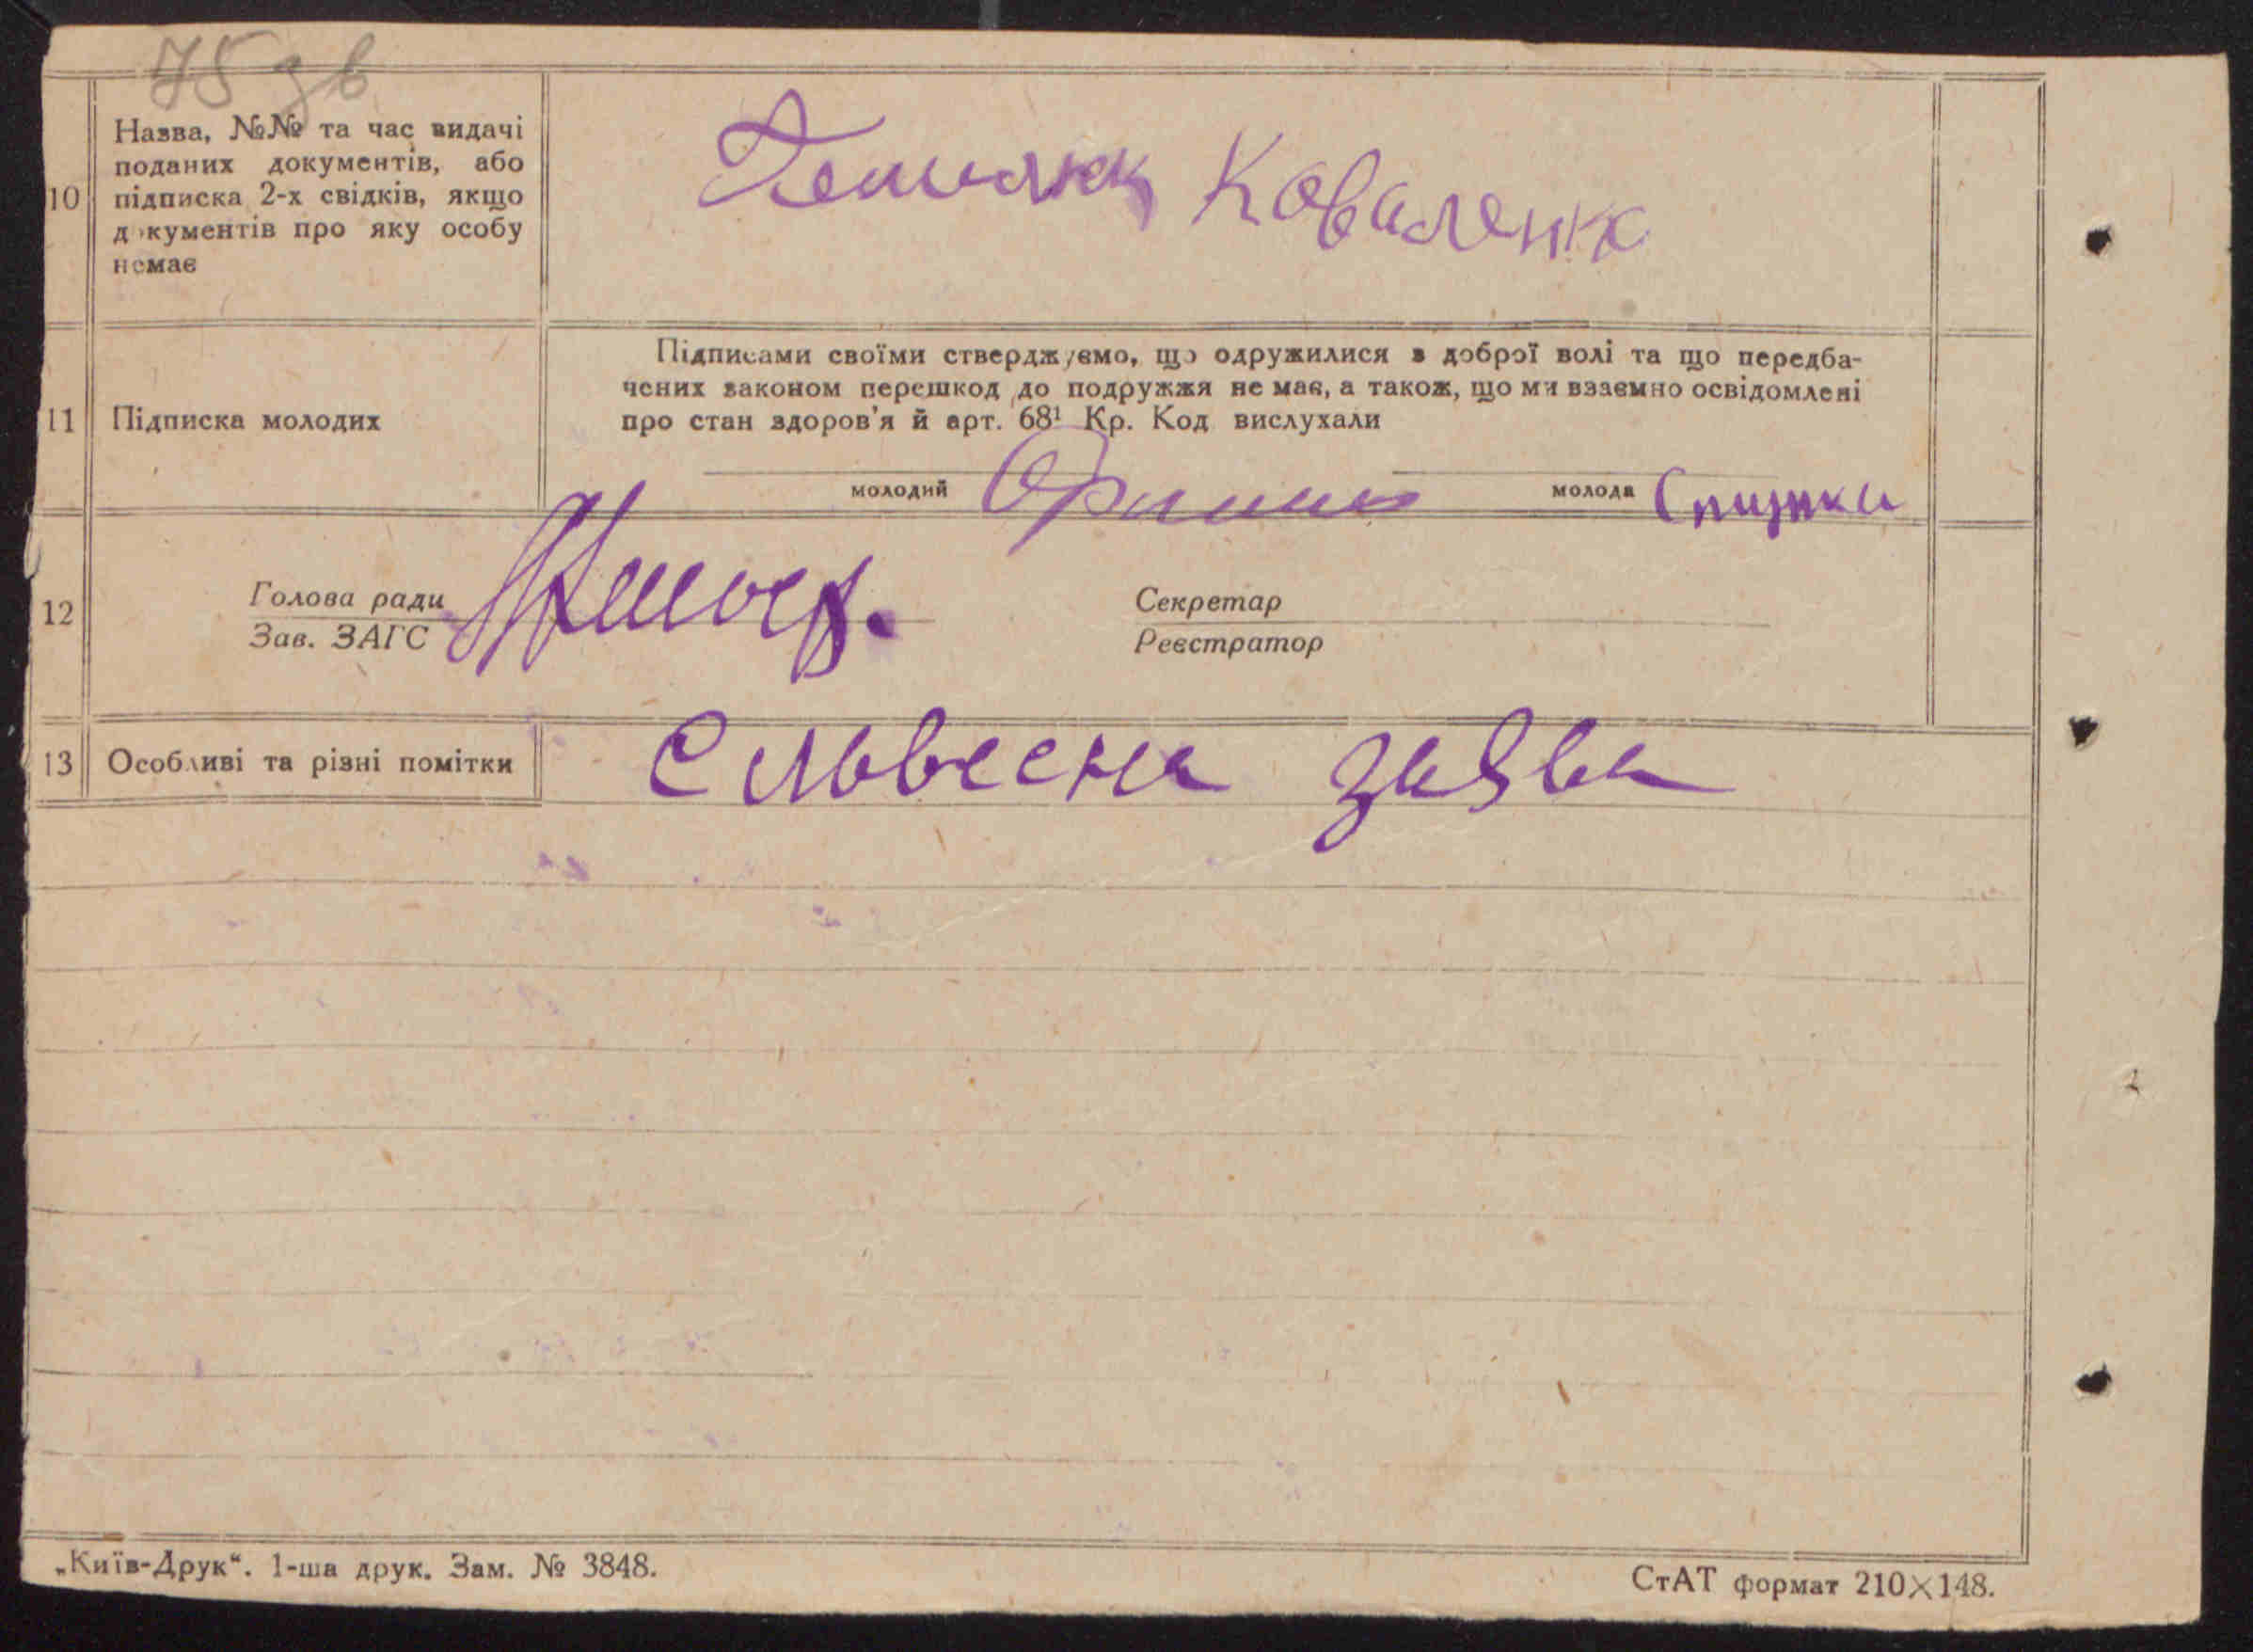 75 зв
10
Назва, №№ та час видачі
поданих документів, або
підписка 2-х свідків, якщо
документів про яку особу
немає
Коваленко
11
Підписка молодих
Підписами своїми стверджуємо, що одружилися з доброї волі та що передба-
чених законом перешкод до подружжя не має, а також, що ми взаємно освідомлені
про стан здоров'я й арт. 68¹ Кр. Код вислухали
молодий
молода
12
Голова ради
Зав. ЗАГС
Секретар
Реєстратор
13
Особливі та різні помітки
Словесна заява
„Київ-Друк“. 1-ша друк. Зам. № 3848.
СтАТ формат 210×148.